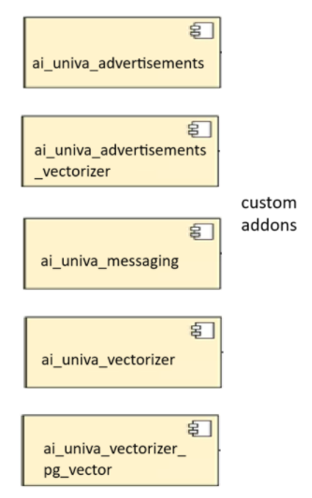 ai_univa_advertisements
ai_univa_advertisements
_vectorizer
custom
addons
ai_univa_messaging
ai_univa_vectorizer
ai_univa_vectorizer_
pg_vector